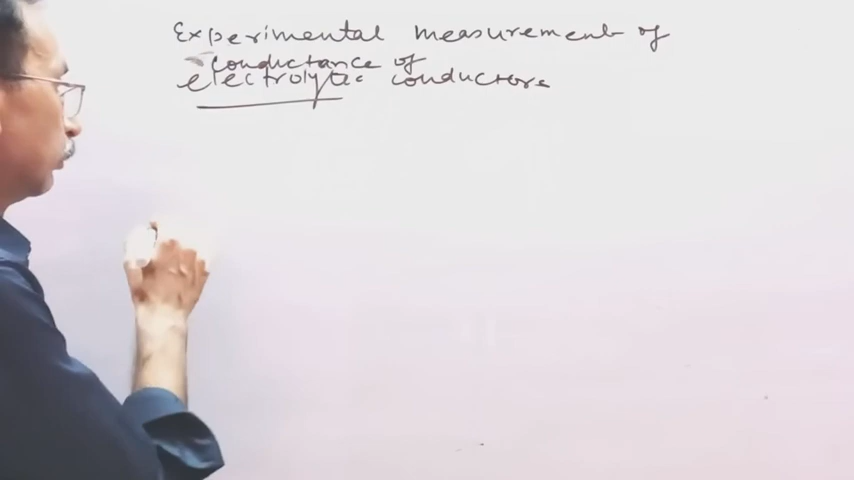 Experimental measurement of
conductance of
electrolytic conductors